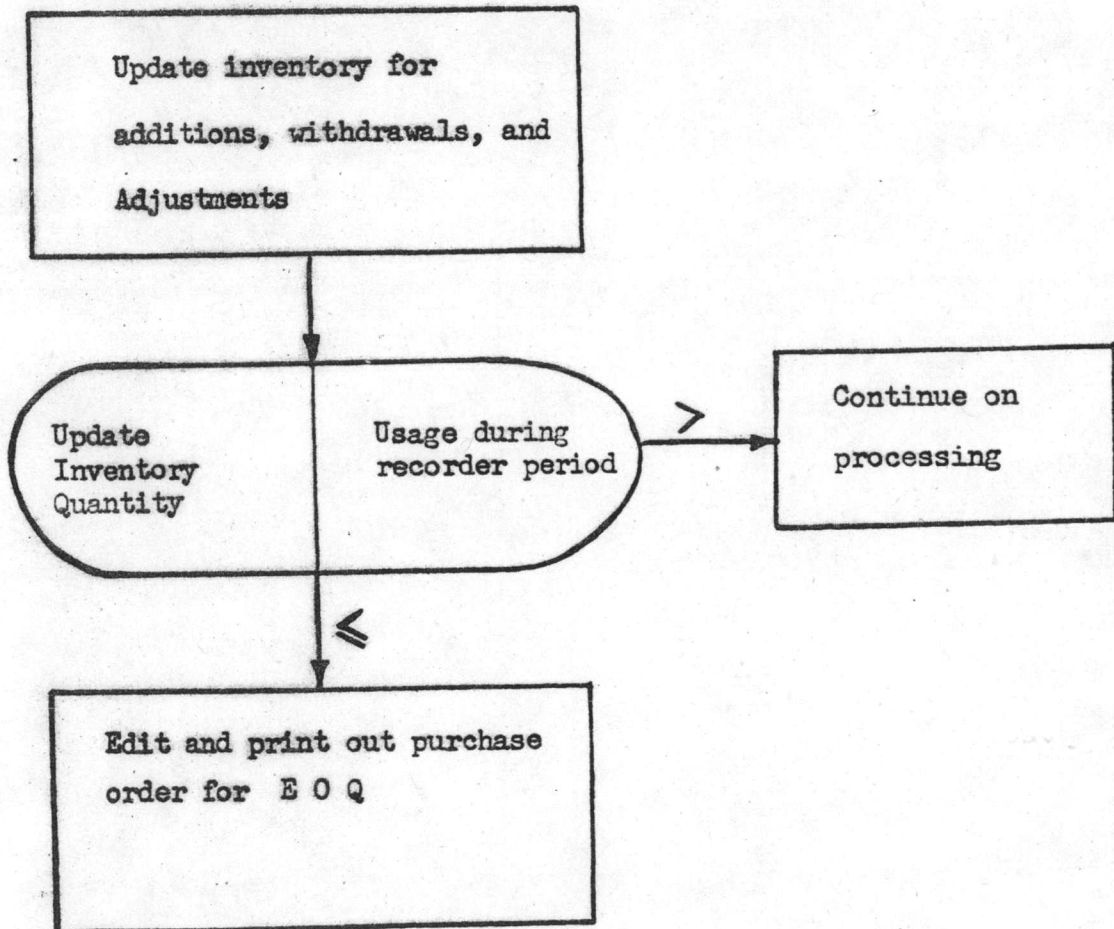 Update inventory for
additions, withdrawals, and
Adjustments
Update
Inventory
Quantity
Usage during
recorder period
>
Continue on
processing
≤
Edit and print out purchase
order for E O Q